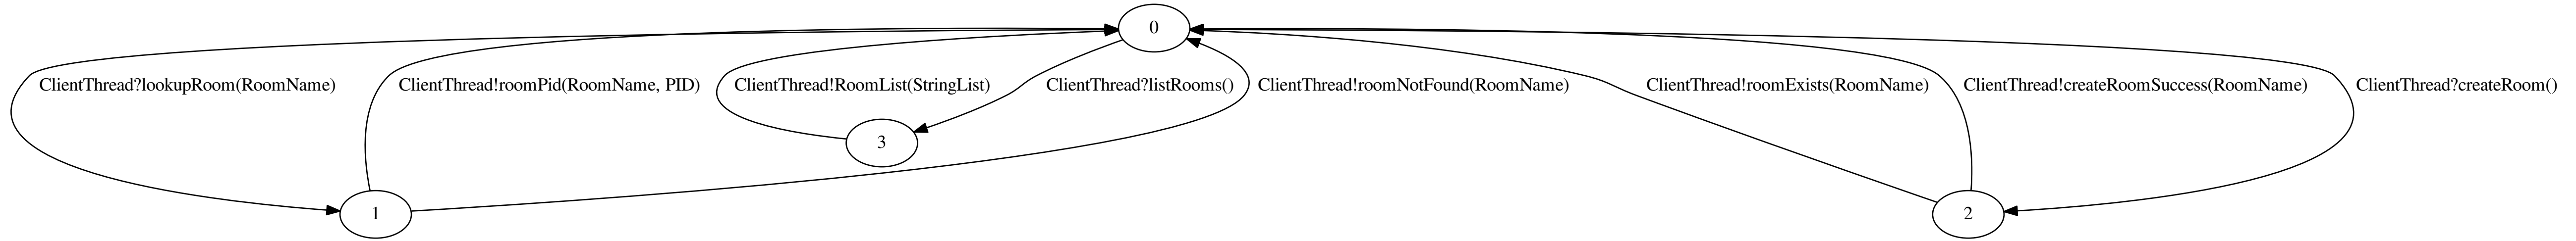 0
ClientThread?lookupRoom(RoomName)
ClientThread!roomPid(RoomName, PID)
ClientThread!RoomList(StringList)
ClientThread?listRooms()
ClientThread!roomNotFound(RoomName)
ClientThread!roomExists(RoomName)
ClientThread!createRoomSuccess(RoomName)
ClientThread?createRoom()
3
1
2